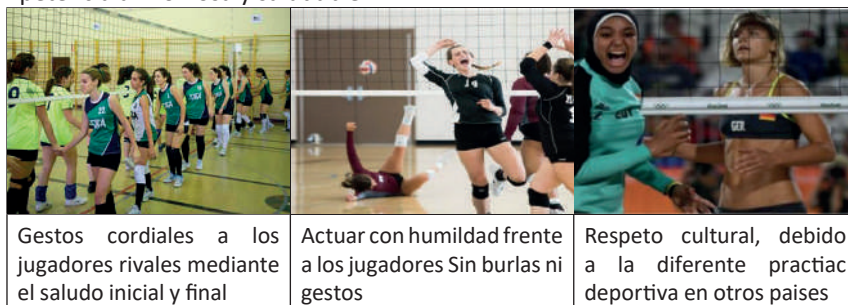 GER
Gestos cordiales a los
jugadores rivales mediante
el saludo inicial y final
Actuar con humildad frente
a los jugadores Sin burlas ni
gestos
Respeto cultural, debido
a la diferente practiac
deportiva en otros paises